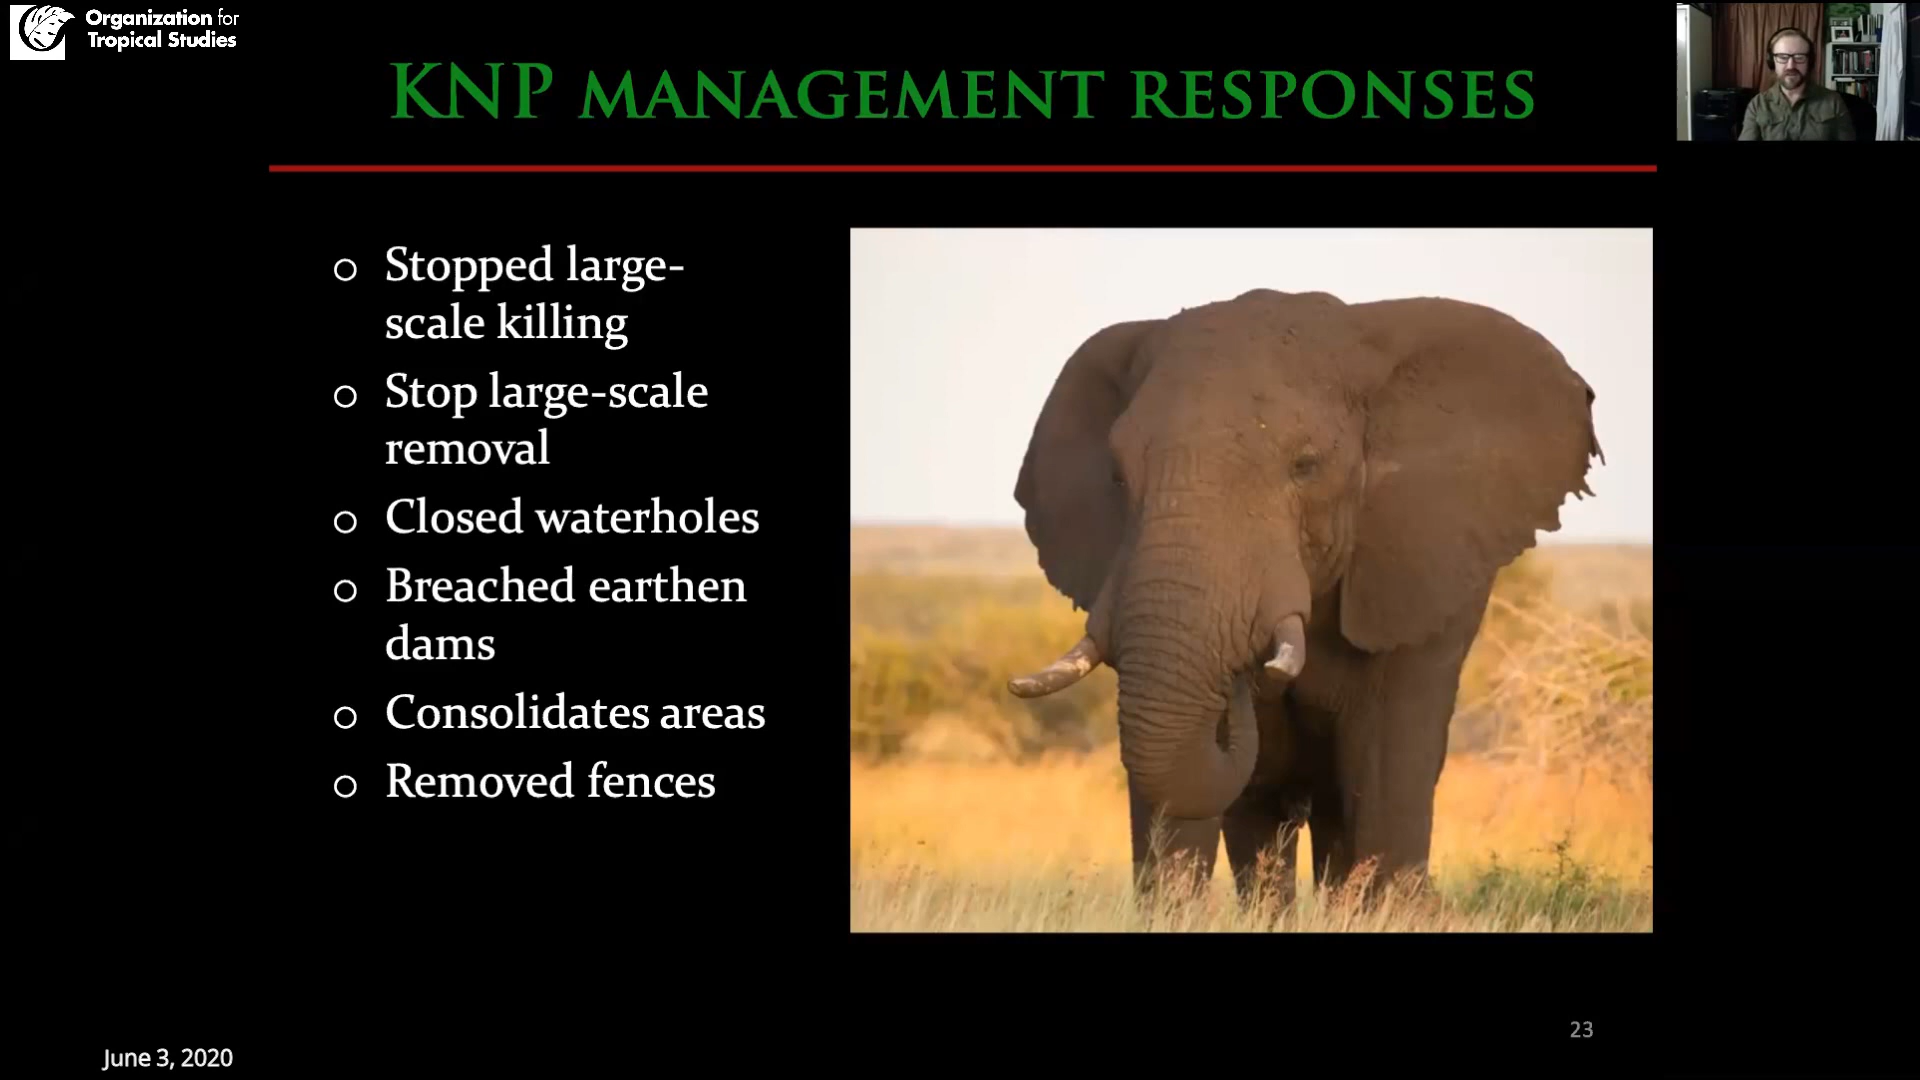 Organization for
Tropical Studies
KNP MANAGEMENT RESPONSES
Stopped large-
scale killing
Stop large-scale
removal
Closed waterholes
Breached earthen
dams
Consolidates areas
Removed fences
23
June 3, 2020